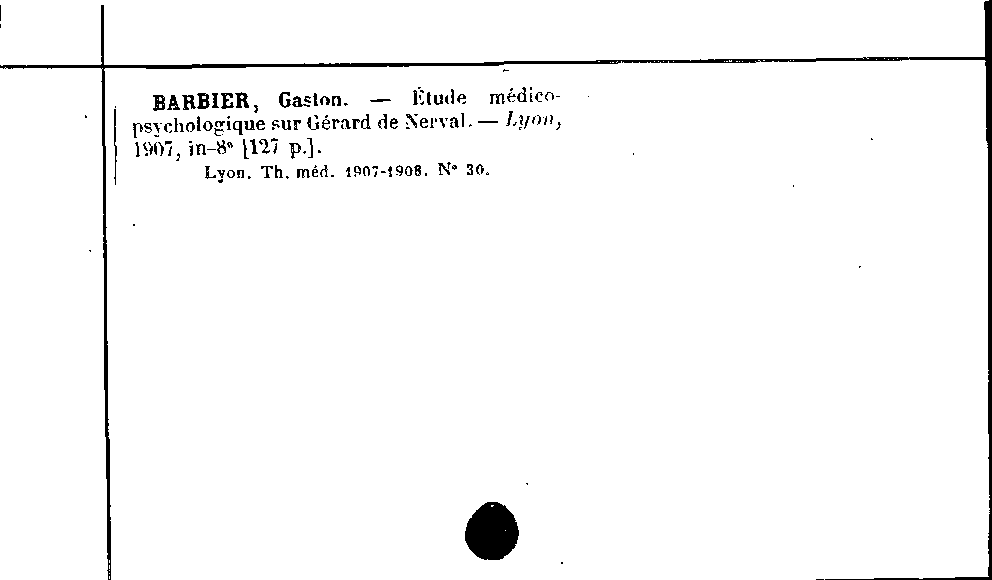 BARBIER, Gaston. — Étude médico-
psychologique sur Gérard de Nerval. — Lyon,
1907, in-8° [127 p.].
Lyon. Th. méd. 1907-1908. N° 30.